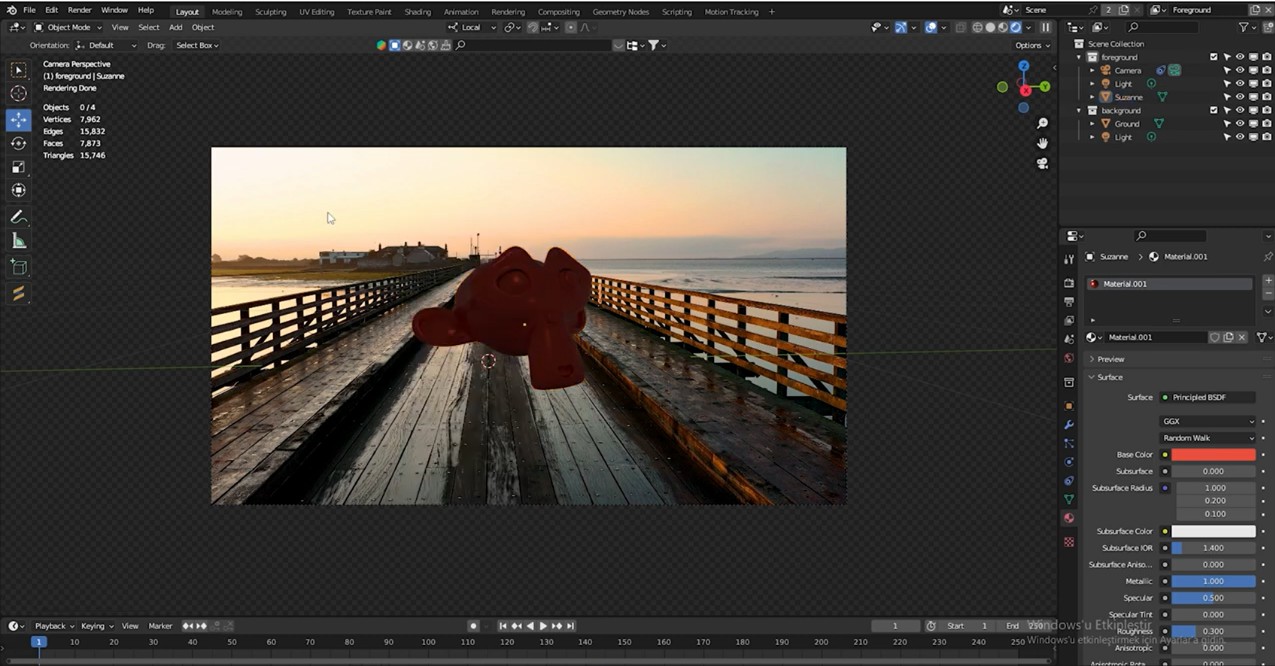 File Edit Render Window Help Layout Modeling Sculpting UV Editing Texture Paint Shading Animation Rendering Compositing Geometry Nodes Scripting Motion Tracking + Scene 2 Foreground
Object Mode View Select Add Object Local
Orientation: Default Drag: Select Box Options
Camera Perspective
(1) foreground | Suzanne
Rendering Done
Objects 0/4
Vertices 7,962
Edges 15,832
Faces 7,873
Triangles 15,746
Z
Y
X
Scene Collection
foreground
Camera
Light
Suzanne
background
Ground
Light
Suzanne > Material.001
Material.001
Material.001
Preview
Surface
Surface Principled BSDF
GGX
Random Walk
Base Color
Subsurface 0.000
Subsurface Radius 1.000
0.200
0.100
Subsurface Color
Subsurface IOR 1.400
Subsurface Aniso... 0.000
Metallic 1.000
Specular 0.500
Specular Tint 0.000
Roughness 0.300
Anisotropic 0.000
Anisotropic Rota...
Windows'u Etkinleştir
Windows'u etkinleştirmek için Ayarlar'a gidin.
Playback Keying View Marker 1 Start 1 End 250
1 10 20 30 40 50 60 70 80 90 100 110 120 130 140 150 160 170 180 190 200 210 220 230 240 250